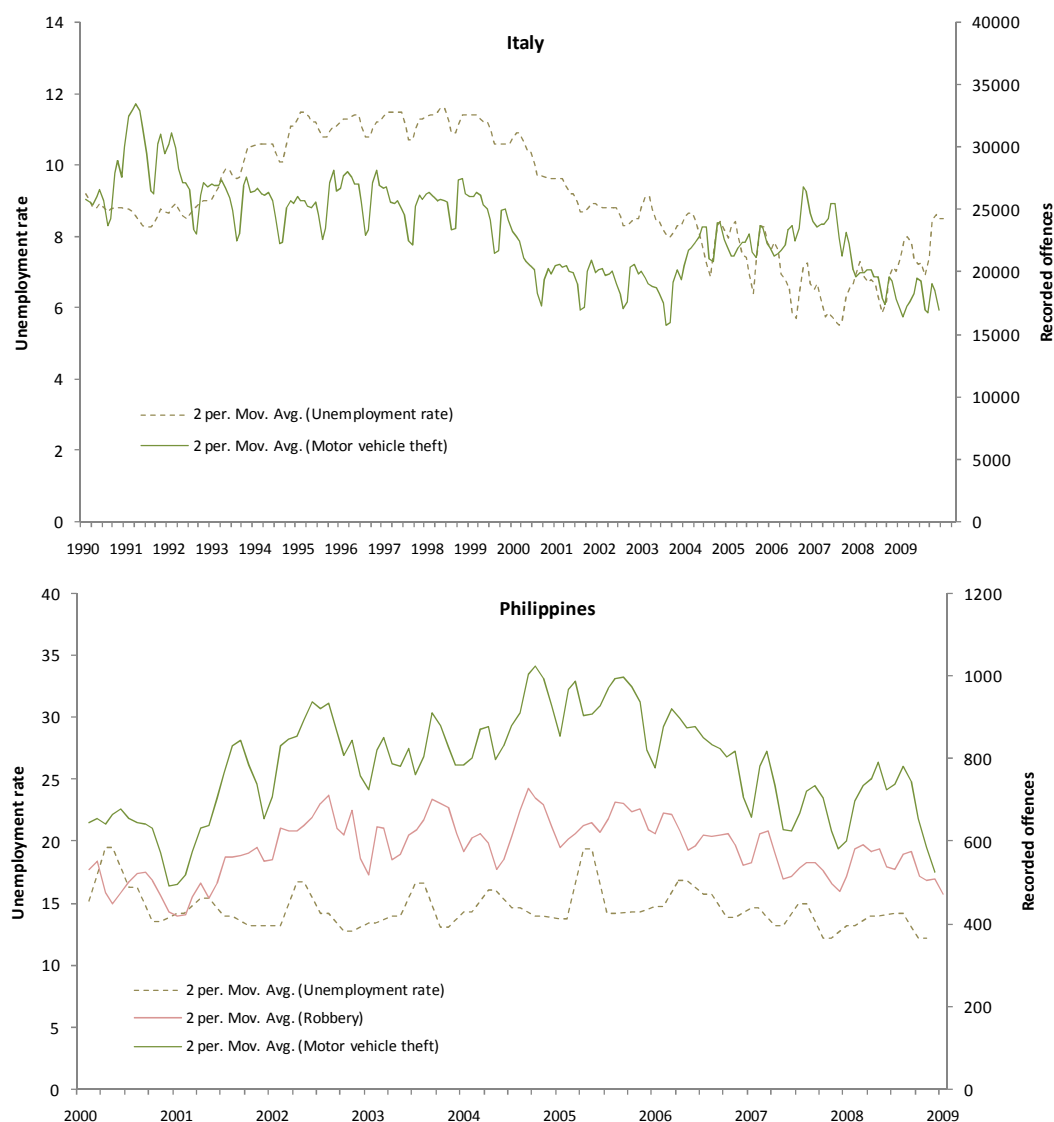 Italy
Unemployment rate
14
12
10
8
6
4
2
0
Recorded offences
40000
35000
30000
25000
20000
15000
10000
5000
0
2 per. Mov. Avg. (Unemployment rate)
2 per. Mov. Avg. (Motor vehicle theft)
1990 1991 1992 1993 1994 1995 1996 1997 1998 1999 2000 2001 2002 2003 2004 2005 2006 2007 2008 2009
Philippines
Unemployment rate
40
35
30
25
20
15
10
5
0
Recorded offences
1200
1000
800
600
400
200
0
2 per. Mov. Avg. (Unemployment rate)
2 per. Mov. Avg. (Robbery)
2 per. Mov. Avg. (Motor vehicle theft)
2000 2001 2002 2003 2004 2005 2006 2007 2008 2009